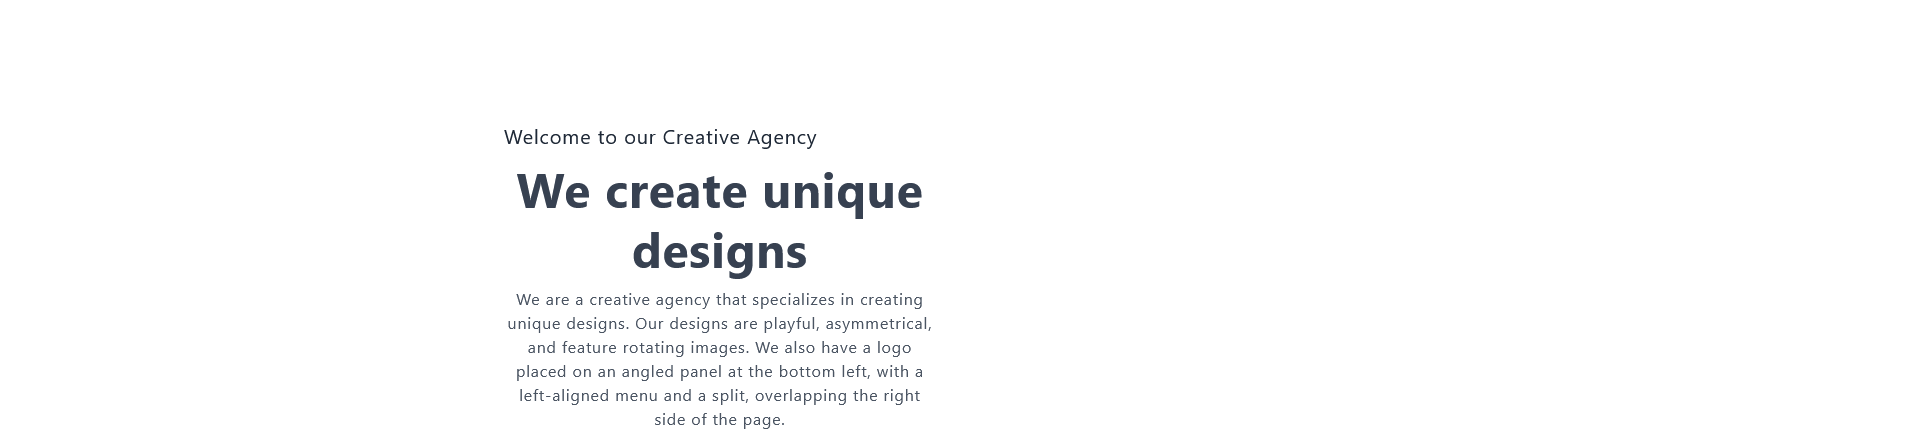 Welcome to our Creative Agency
We create unique
designs
We are a creative agency that specializes in creating
unique designs. Our designs are playful, asymmetrical,
and feature rotating images. We also have a logo
placed on an angled panel at the bottom left, with a
left-aligned menu and a split, overlapping the right
side of the page.